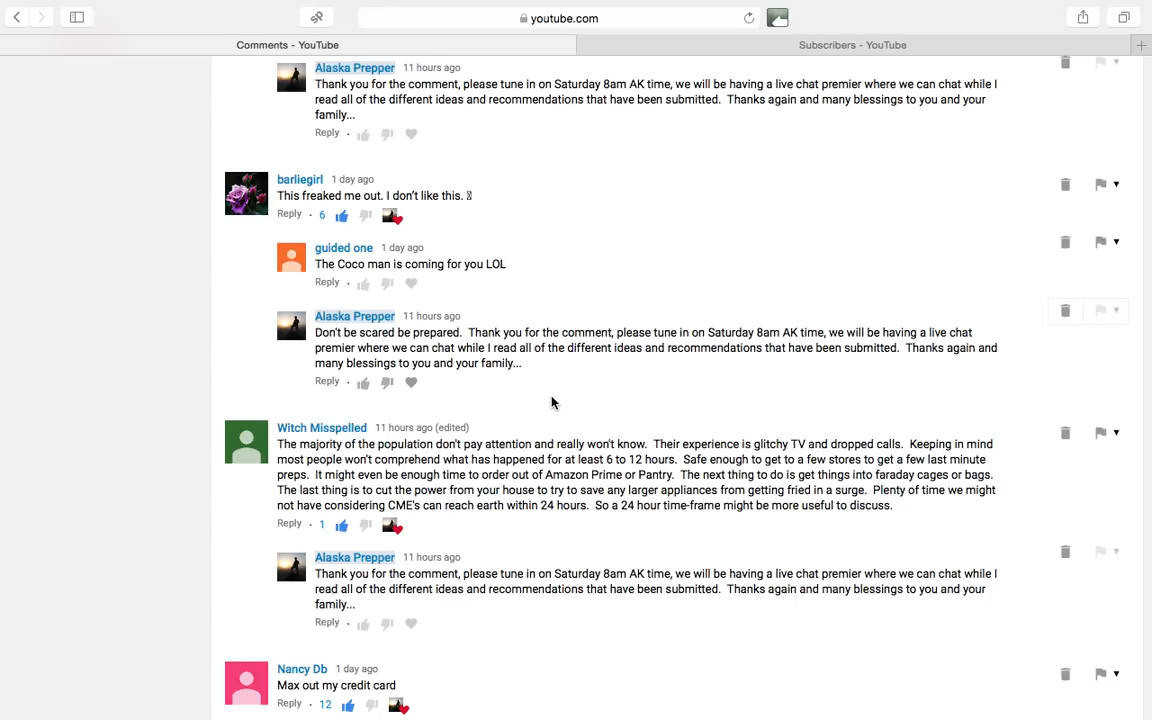 youtube.com
Comments - YouTube
Subscribers - YouTube
Alaska Prepper 11 hours ago
Thank you for the comment, please tune in on Saturday 8am AK time, we will be having a live chat premier where we can chat while I
read all of the different ideas and recommendations that have been submitted. Thanks again and many blessings to you and your
family...
Reply
barliegirl 1 day ago
This freaked me out. I don't like this.
Reply · 6
guided one 1 day ago
The Coco man is coming for you LOL
Reply
Alaska Prepper 11 hours ago
Don't be scared be prepared. Thank you for the comment, please tune in on Saturday 8am AK time, we will be having a live chat
premier where we can chat while I read all of the different ideas and recommendations that have been submitted. Thanks again and
many blessings to you and your family...
Reply
Witch Misspelled 11 hours ago (edited)
The majority of the population don't pay attention and really won't know. Their experience is glitchy TV and dropped calls. Keeping in mind
most people won't comprehend what has happened for at least 6 to 12 hours. Safe enough to get to a few stores to get a few last minute
preps. It might even be enough time to order out of Amazon Prime or Pantry. The next thing to do is get things into faraday cages or bags.
The last thing is to cut the power from your house to try to save any larger appliances from getting fried in a surge. Plenty of time we might
not have considering CME's can reach earth within 24 hours. So a 24 hour time-frame might be more useful to discuss.
Reply · 1
Alaska Prepper 11 hours ago
Thank you for the comment, please tune in on Saturday 8am AK time, we will be having a live chat premier where we can chat while I
read all of the different ideas and recommendations that have been submitted. Thanks again and many blessings to you and your
family...
Reply
Nancy Db 1 day ago
Max out my credit card
Reply · 12